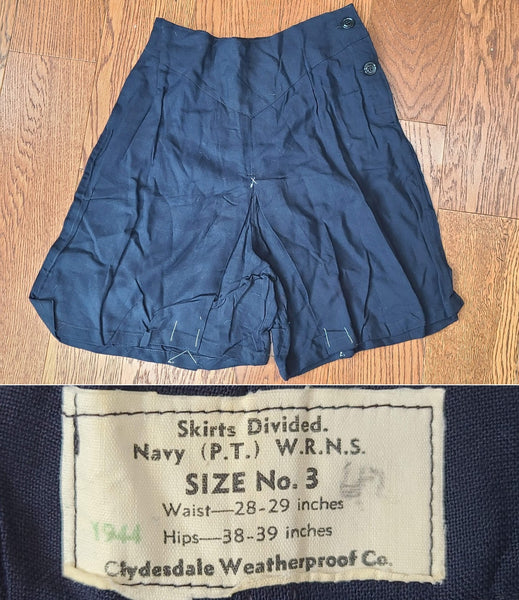 Skirts Divided.
Navy (P.T.) W.R.N.S.
SIZE No. 3
Waist—28-29 inches
1944 Hips—38-39 inches
Clydesdale Weatherproof Co.